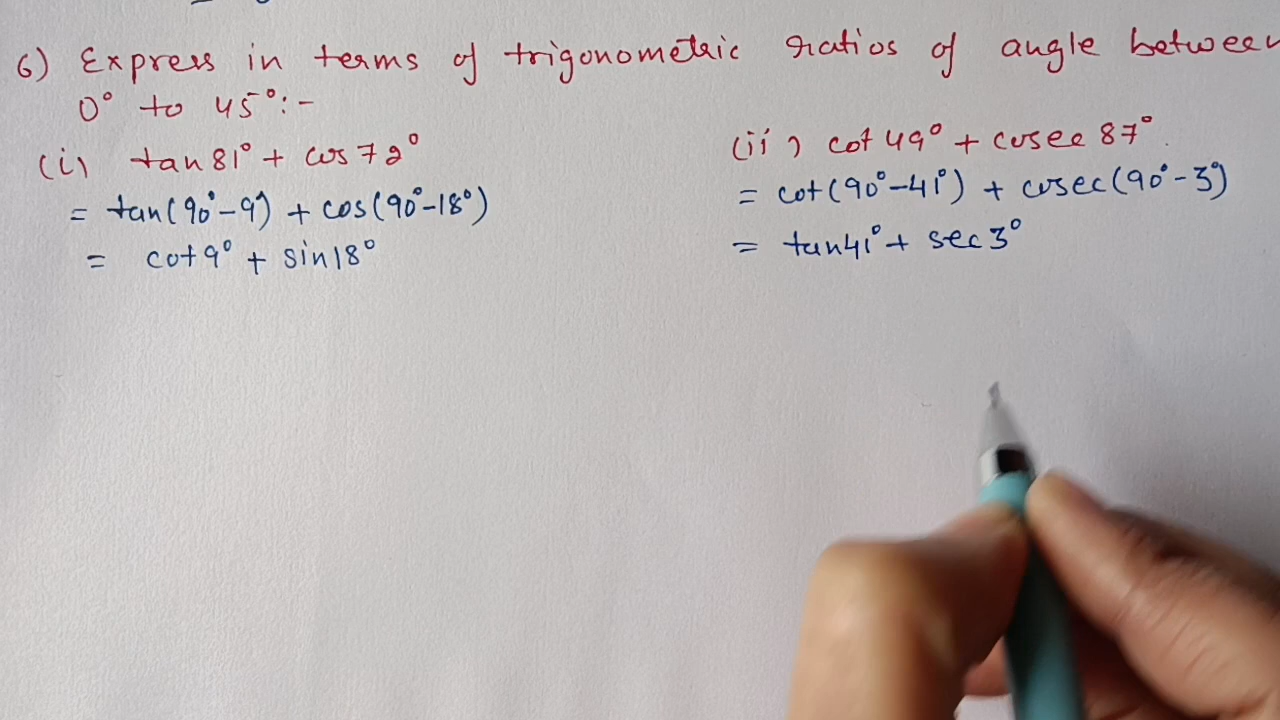 6) Express in terms of trigonometric ratios of angle between
0° to 45°:-
(i) tan 81° + cos 72°
= tan(90°-9°) + cos(90°-18°)
= cot 9° + sin 18°
(ii) cot 49° + cosec 87°.
= cot(90°-41°) + cosec(90°-3°)
= tan 41° + sec 3°